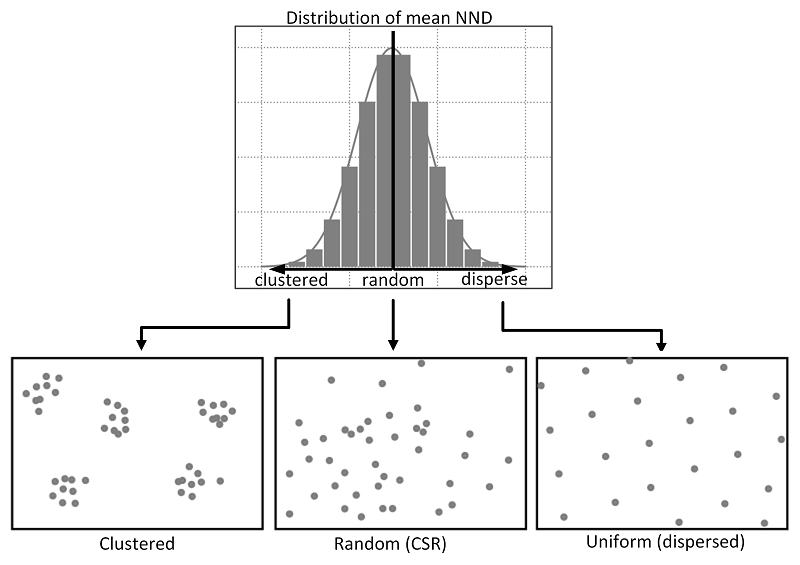 Distribution of mean NND
clustered random disperse
Clustered Random (CSR) Uniform (dispersed)